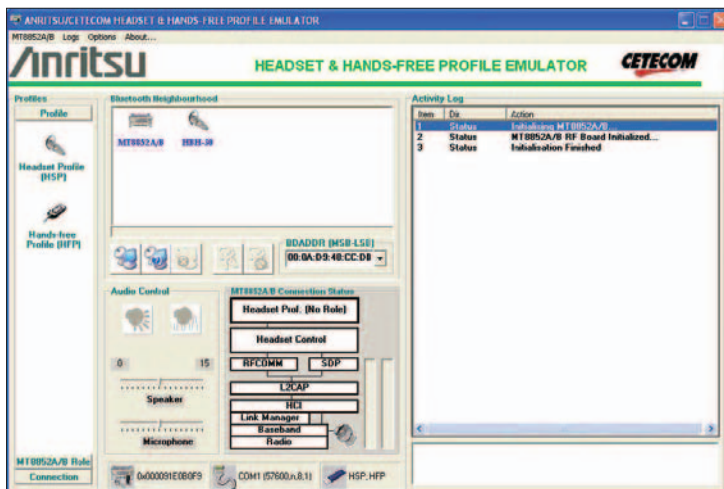 ANRITSU/CETECOM HEADSET & HANDS-FREE PROFILE EMULATOR
MT8852A/B Logs Options About...
Anritsu
HEADSET & HANDS-FREE PROFILE EMULATOR
CETECOM
Profiles
Profile
Headset Profile
(HSP)
Hands-free
Profile (HFP)
MT8852A/B Role
Connection
Bluetooth Neighbourhood
MT8852A/B
HBH-30
BDADDR (MSB-LSB)
00:0A:D9:40:CC:DB
Audio Control
0 15
Speaker
Microphone
MT8852A/B Connection Status
Headset Prof. (No Role)
Headset Control
RFCOMM SDP
L2CAP
HCI
Link Manager
Baseband
Radio
0x000091E0B0F9
COM1 (57600,n,8,1)
HSP, HFP
Activity Log
Item Dir Action
1 Status Initialising MT8852A/B...
2 Status MT8852A/B RF Board Initialized...
3 Status Initialisation Finished